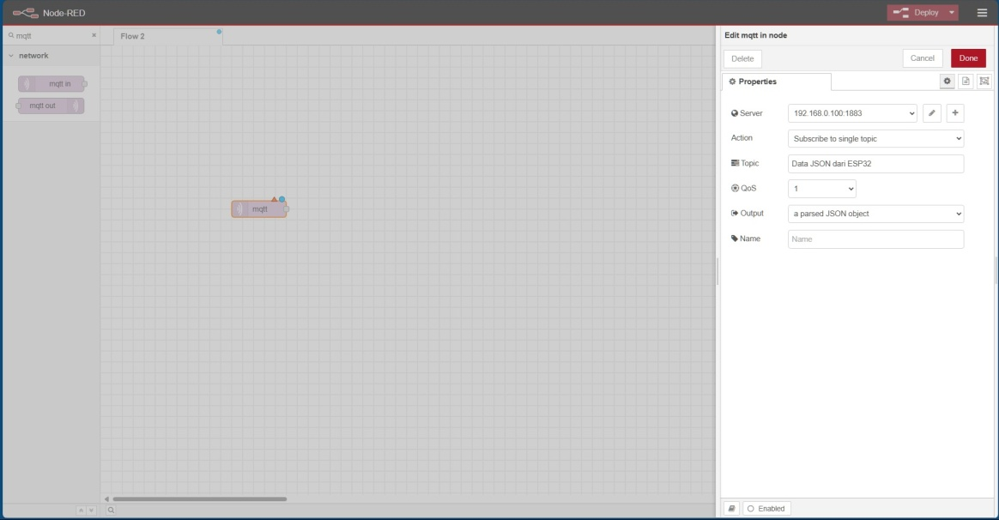 Node-RED
Deploy
mqtt
Flow 2
Edit mqtt in node
network
Delete
Cancel
Done
mqtt in
mqtt out
Properties
Server
192.168.0.100:1883
Action
Subscribe to single topic
Topic
Data JSON dari ESP32
QoS
1
mqtt
Output
a parsed JSON object
Name
Name
Enabled